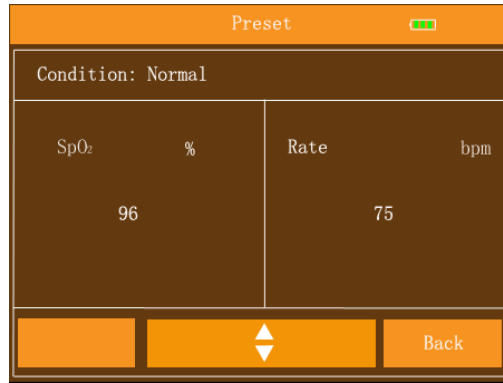 Preset
Condition: Normal
SpO₂ % Rate bpm
96 75
Back